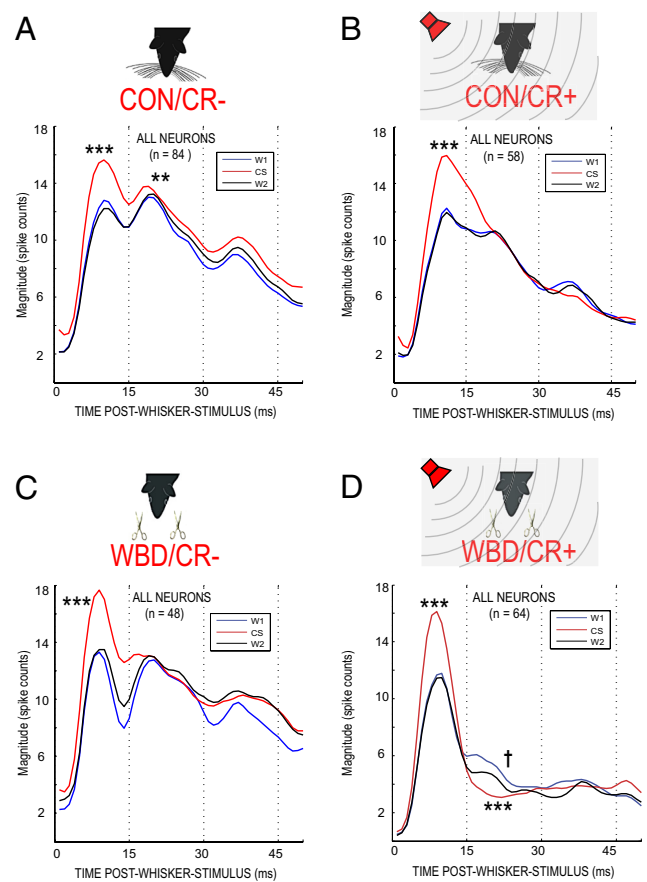 A
CON/CR-
18
14
10
6
2
Magnitude (spike counts)
***
ALL NEURONS
(n = 84 )
**
W1
CS
W2
0
15
30
45
TIME POST-WHISKER-STIMULUS (ms)
B
CON/CR+
18
14
10
6
2
Magnitude (spike counts)
***
ALL NEURONS
(n = 58)
W1
CS
W2
0
15
30
45
TIME POST-WHISKER-STIMULUS (ms)
C
WBD/CR-
18
14
10
6
2
Magnitude (spike counts)
***
ALL NEURONS
(n = 48)
W1
CS
W2
0
15
30
45
TIME POST-WHISKER-STIMULUS (ms)
D
WBD/CR+
18
14
10
6
2
Magnitude (spike counts)
***
ALL NEURONS
(n = 64)
W1
CS
W2
†
***
0
15
30
45
TIME POST-WHISKER-STIMULUS (ms)